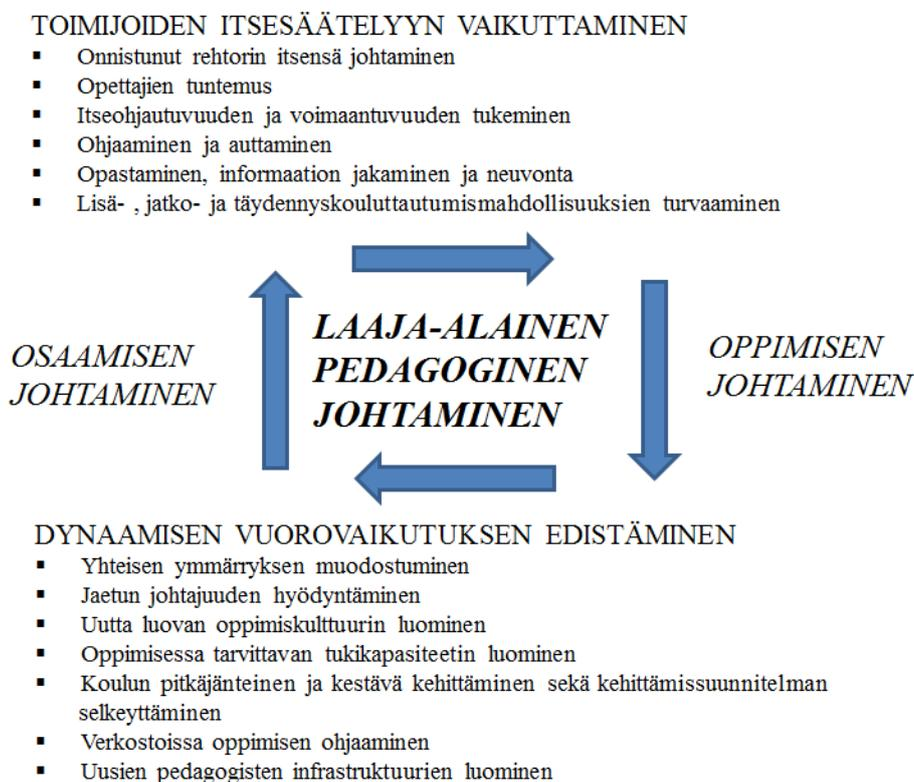 TOIMIJOIDEN ITSESÄÄTELYYN VAIKUTTAMINEN
▪ Onnistunut rehtorin itsensä johtaminen
▪ Opettajien tuntemus
▪ Itseohjautuvuuden ja voimaantuvuuden tukeminen
▪ Ohjaaminen ja auttaminen
▪ Opastaminen, informaation jakaminen ja neuvonta
▪ Lisä- , jatko- ja täydennyskouluttautumismahdollisuuksien turvaaminen
OSAAMISEN
JOHTAMINEN
LAAJA-ALAINEN
PEDAGOGINEN
JOHTAMINEN
OPPIMISEN
JOHTAMINEN
DYNAAMISEN VUOROVAIKUTUKSEN EDISTÄMINEN
▪ Yhteisen ymmärryksen muodostuminen
▪ Jaetun johtajuuden hyödyntäminen
▪ Uutta luovan oppimiskulttuurin luominen
▪ Oppimisessa tarvittavan tukikapasiteetin luominen
▪ Koulun pitkäjänteinen ja kestävä kehittäminen sekä kehittämissuunnitelman
selkeyttäminen
▪ Verkostoissa oppimisen ohjaaminen
▪ Uusien pedagogisten infrastruktuurien luominen